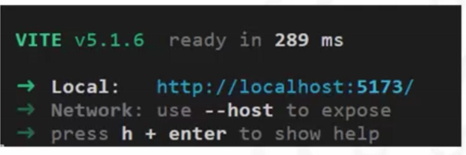 VITE v5.1.6 ready in 289 ms
➜ Local: http://localhost:5173/
➜ Network: use --host to expose
➜ press h + enter to show help